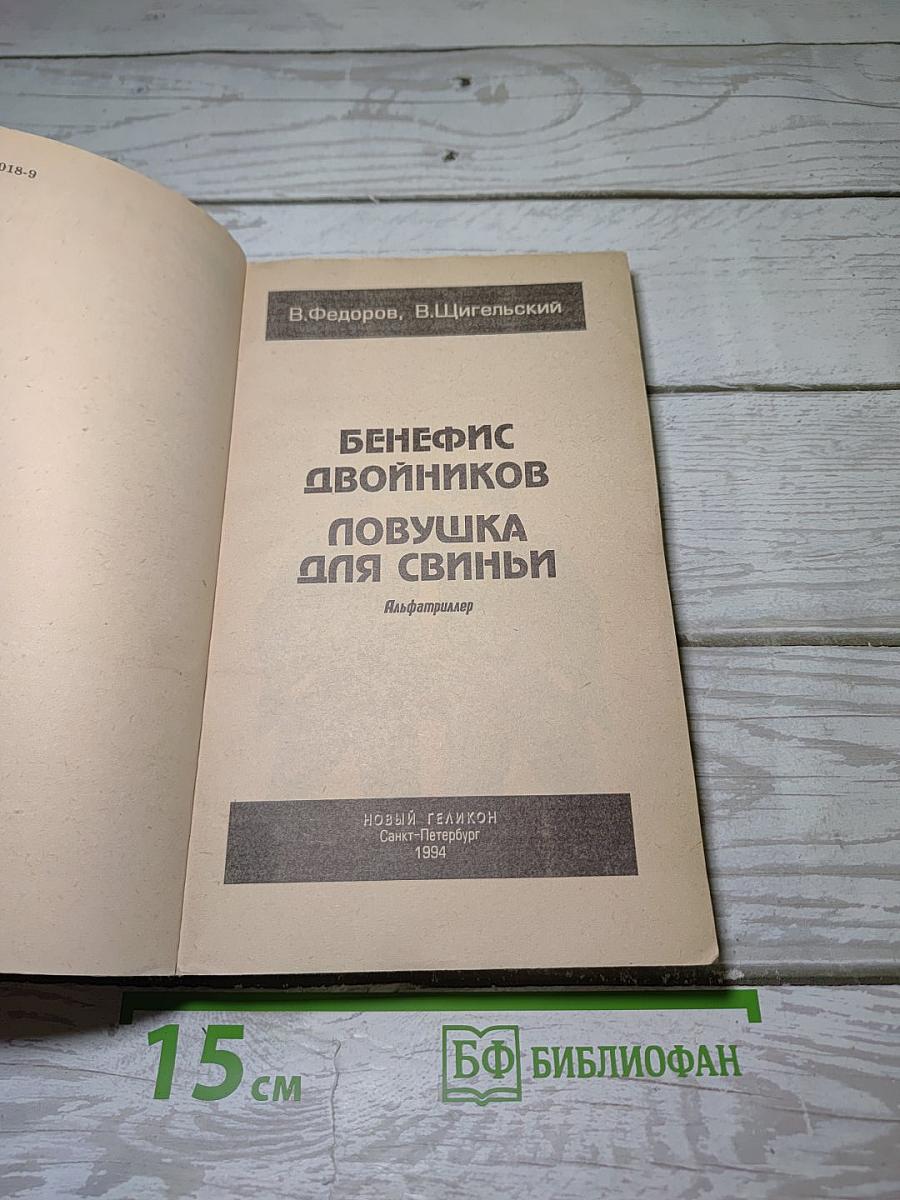 018-9
В.Федоров, В.Щигельский
БЕНЕФИС
ДВОЙНИКОВ
ЛОВУШКА
ДЛЯ СВИНЬИ
Альфатриллер
НОВЫЙ ГЕЛИКОН
Санкт-Петербург
1994
15 см
БФ БИБЛИОФАН